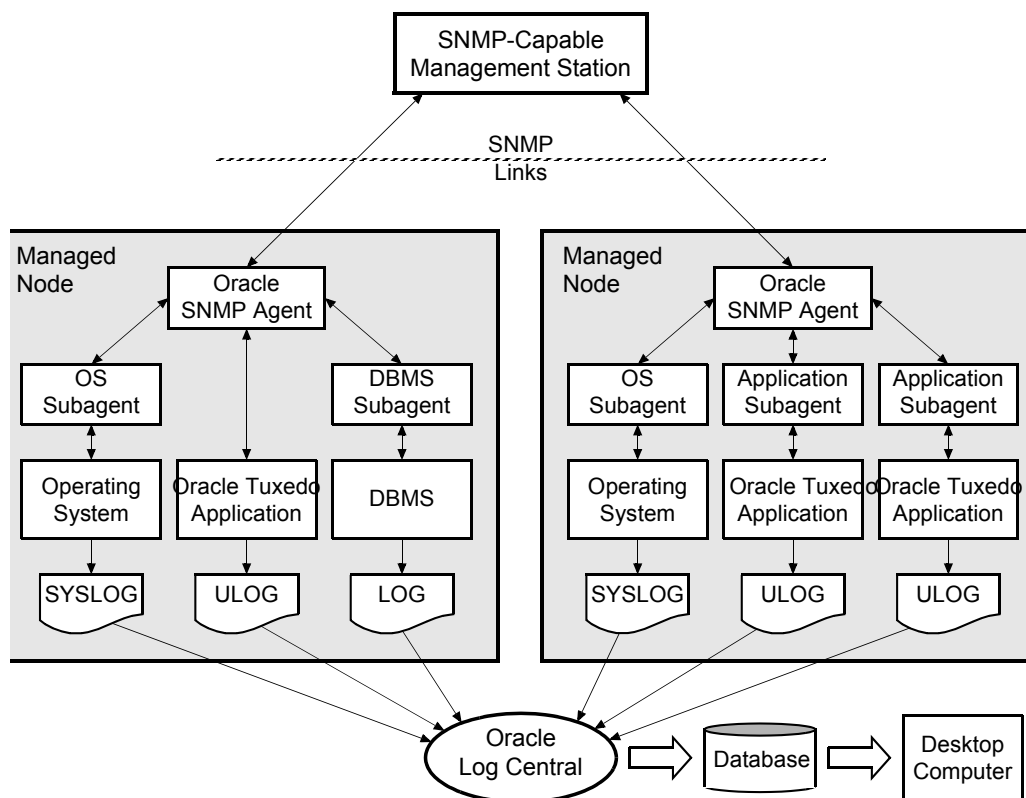 SNMP-Capable
Management Station
SNMP
Links
Managed
Node
Oracle
SNMP Agent
OS
Subagent
DBMS
Subagent
Operating
System
Oracle Tuxedo
Application
DBMS
SYSLOG
ULOG
LOG
Managed
Node
Oracle
SNMP Agent
OS
Subagent
Application
Subagent
Application
Subagent
Operating
System
Oracle Tuxedo
Application
Oracle Tuxedo
Application
SYSLOG
ULOG
ULOG
Oracle
Log Central
Database
Desktop
Computer